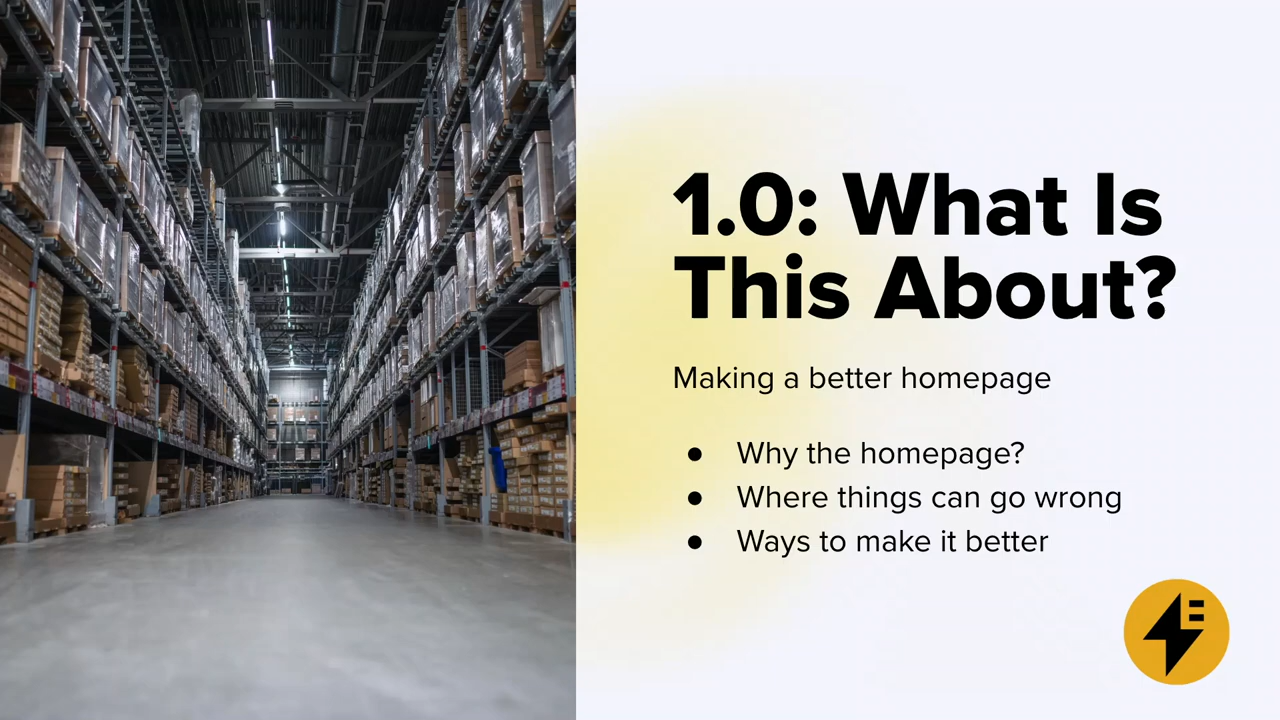 1.0: What Is
This About?
Making a better homepage
● Why the homepage?
● Where things can go wrong
● Ways to make it better